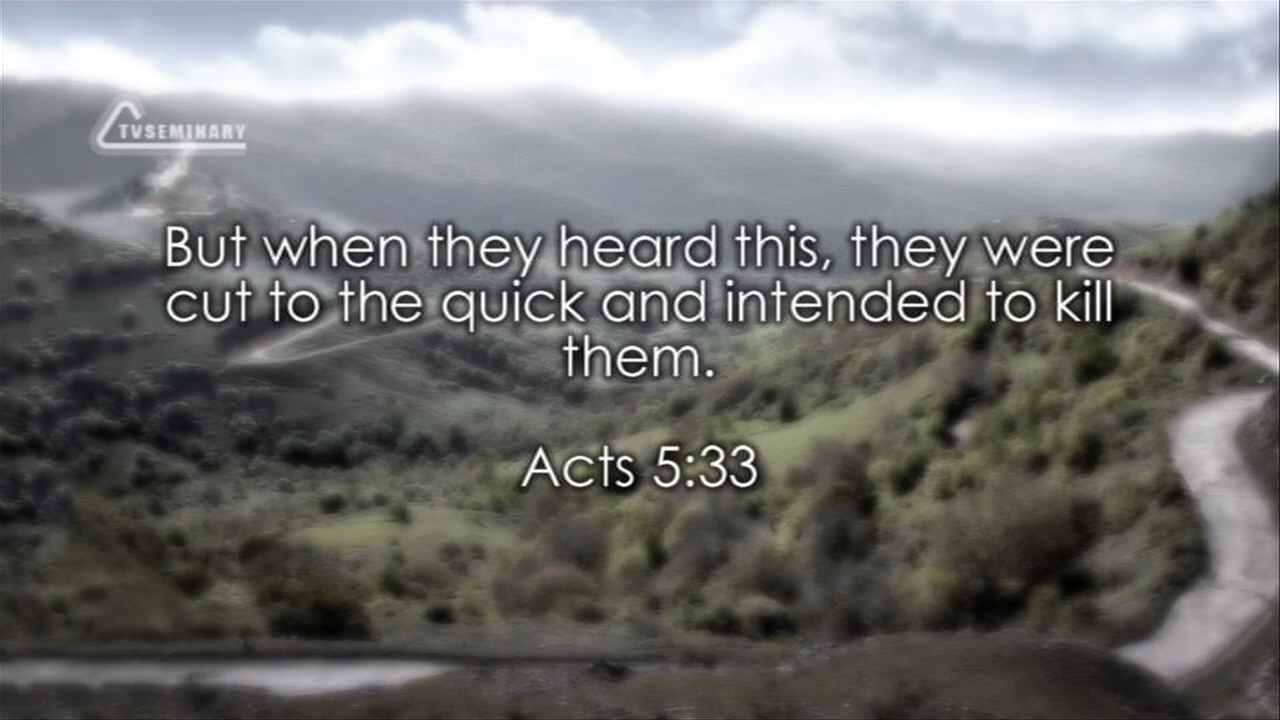 TVSEMINARY
But when they heard this, they were
cut to the quick and intended to kill
them.
Acts 5:33